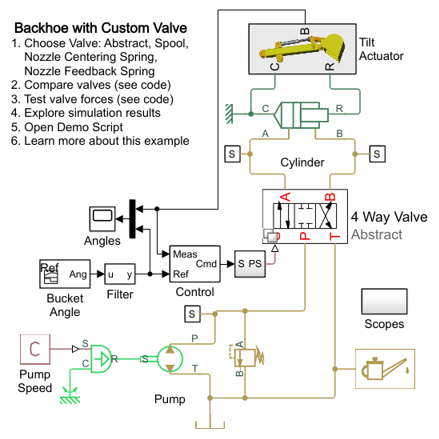 Backhoe with Custom Valve
1. Choose Valve: Abstract, Spool,
Nozzle Centering Spring,
Nozzle Feedback Spring
2. Compare valves (see code)
3. Test valve forces (see code)
4. Explore simulation results
5. Open Demo Script
6. Learn more about this example
B
C
R
Tilt
Actuator
C
R
A
B
S
S
Cylinder
A
B
P
T
4 Way Valve
Abstract
Angles
Ref
Ang
Bucket
Angle
u
y
Filter
Meas
Ref
Cmd
Control
S PS
Scopes
S
C
Pump
Speed
S
C
R
S
P
T
Pump
A
B